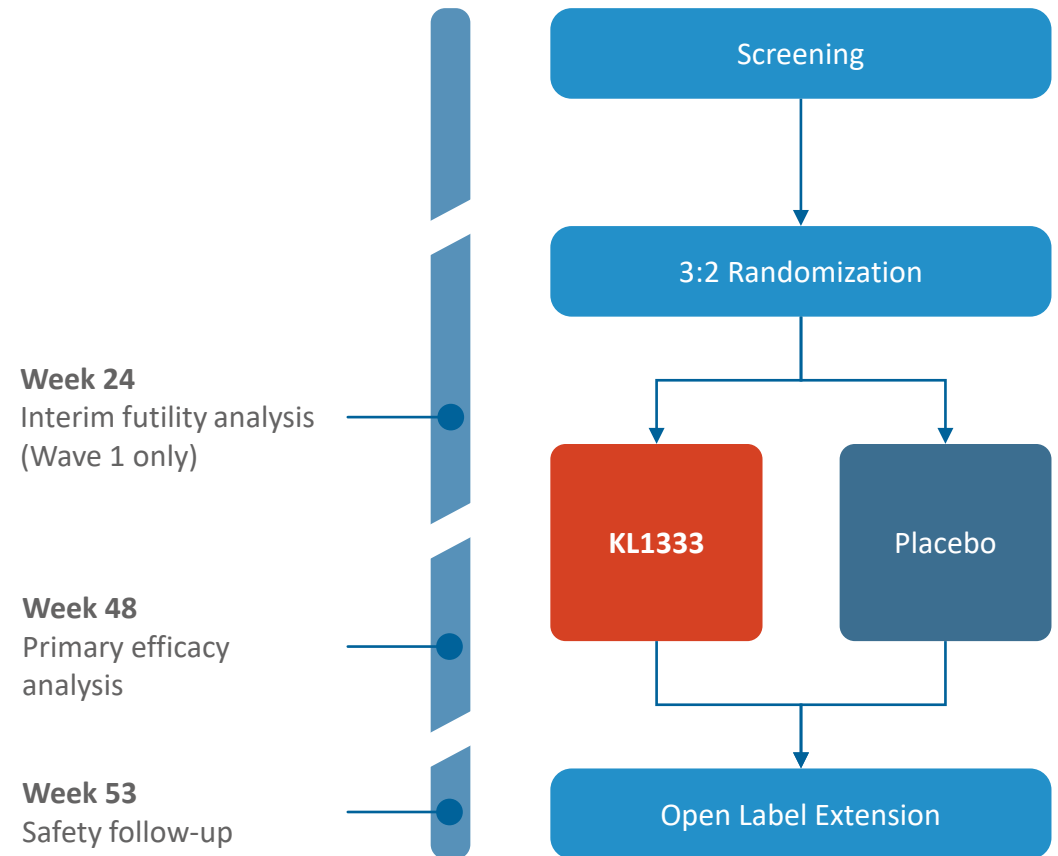 Screening
3:2 Randomization
Week 24
Interim futility analysis
(Wave 1 only)
KL1333
Placebo
Week 48
Primary efficacy
analysis
Week 53
Safety follow-up
Open Label Extension